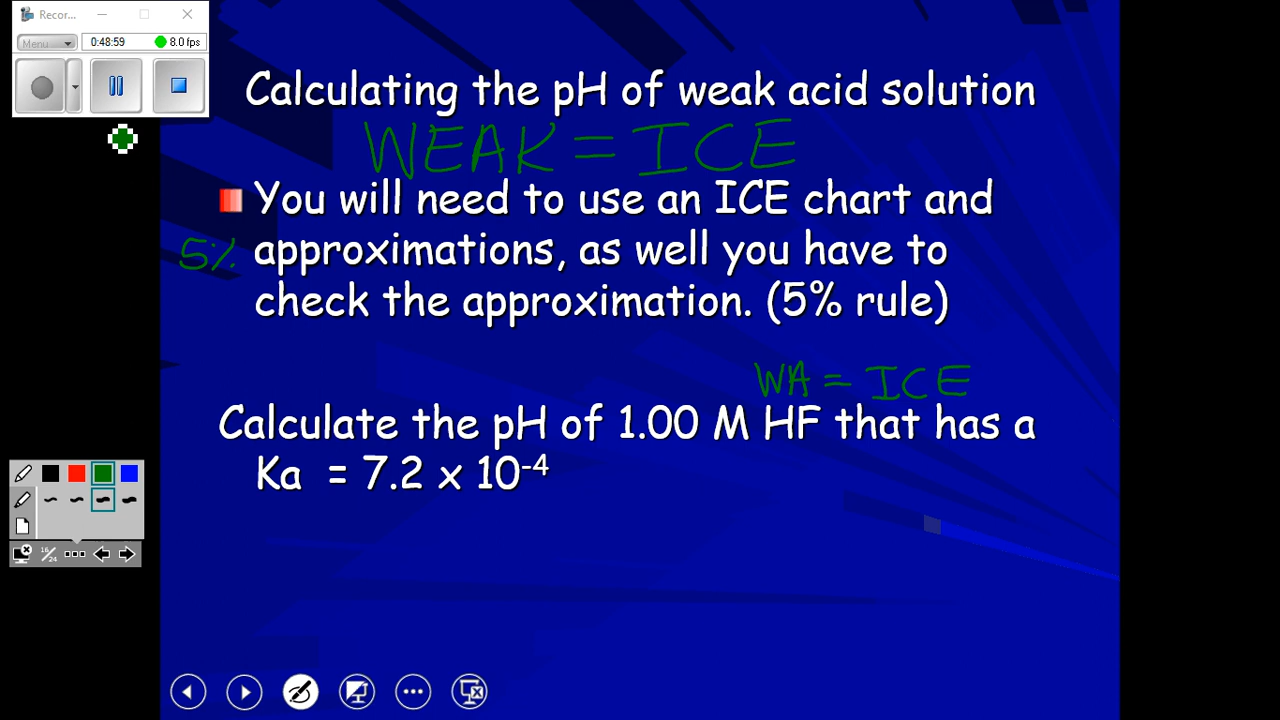 Recor...
Menu
0:48:59
8.0 fps
Calculating the pH of weak acid solution
WEAK = ICE
You will need to use an ICE chart and
5% approximations, as well you have to
check the approximation. (5% rule)
WA = ICE
Calculate the pH of 1.00 M HF that has a
Ka = 7.2 x 10⁻⁴
16/24